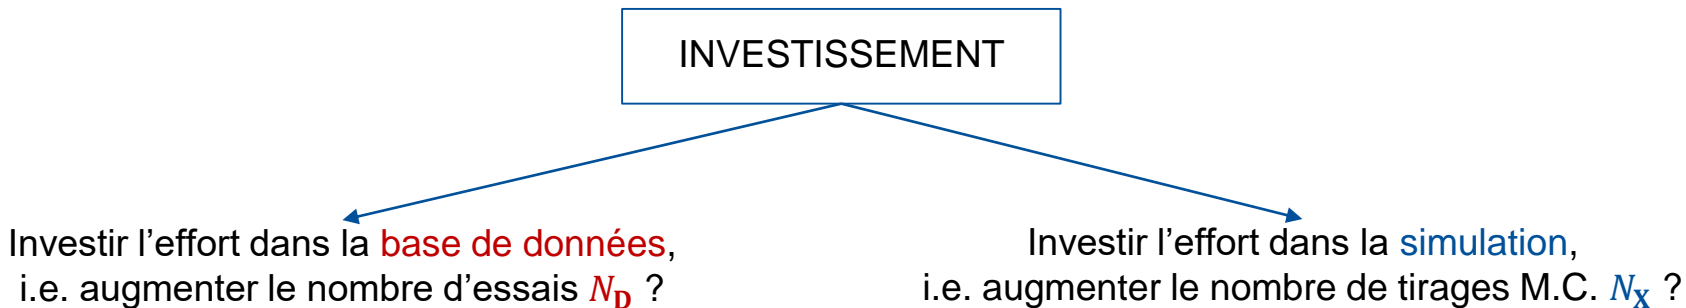 INVESTISSEMENT
Investir l’effort dans la base de données,
i.e. augmenter le nombre d’essais N_D ?
Investir l’effort dans la simulation,
i.e. augmenter le nombre de tirages M.C. N_X ?